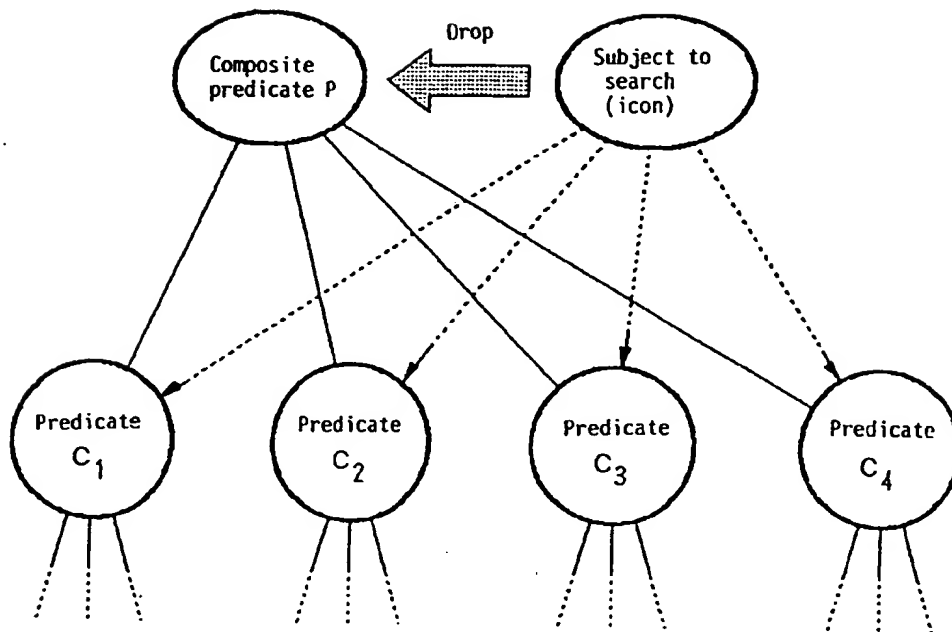 Drop
Composite
predicate P
Subject to
search
(icon)
Predicate
C1
Predicate
C2
Predicate
C3
Predicate
C4